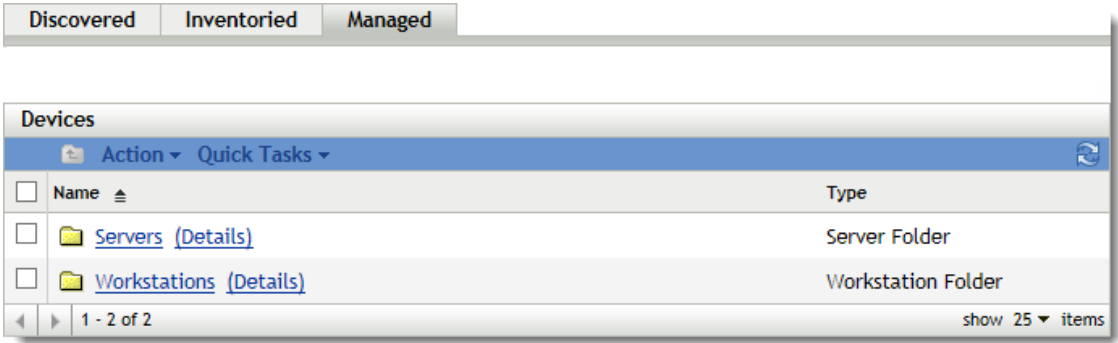 Discovered Inventoried Managed
Devices
Action Quick Tasks
Name Type
Servers (Details) Server Folder
Workstations (Details) Workstation Folder
1 - 2 of 2 show 25 items